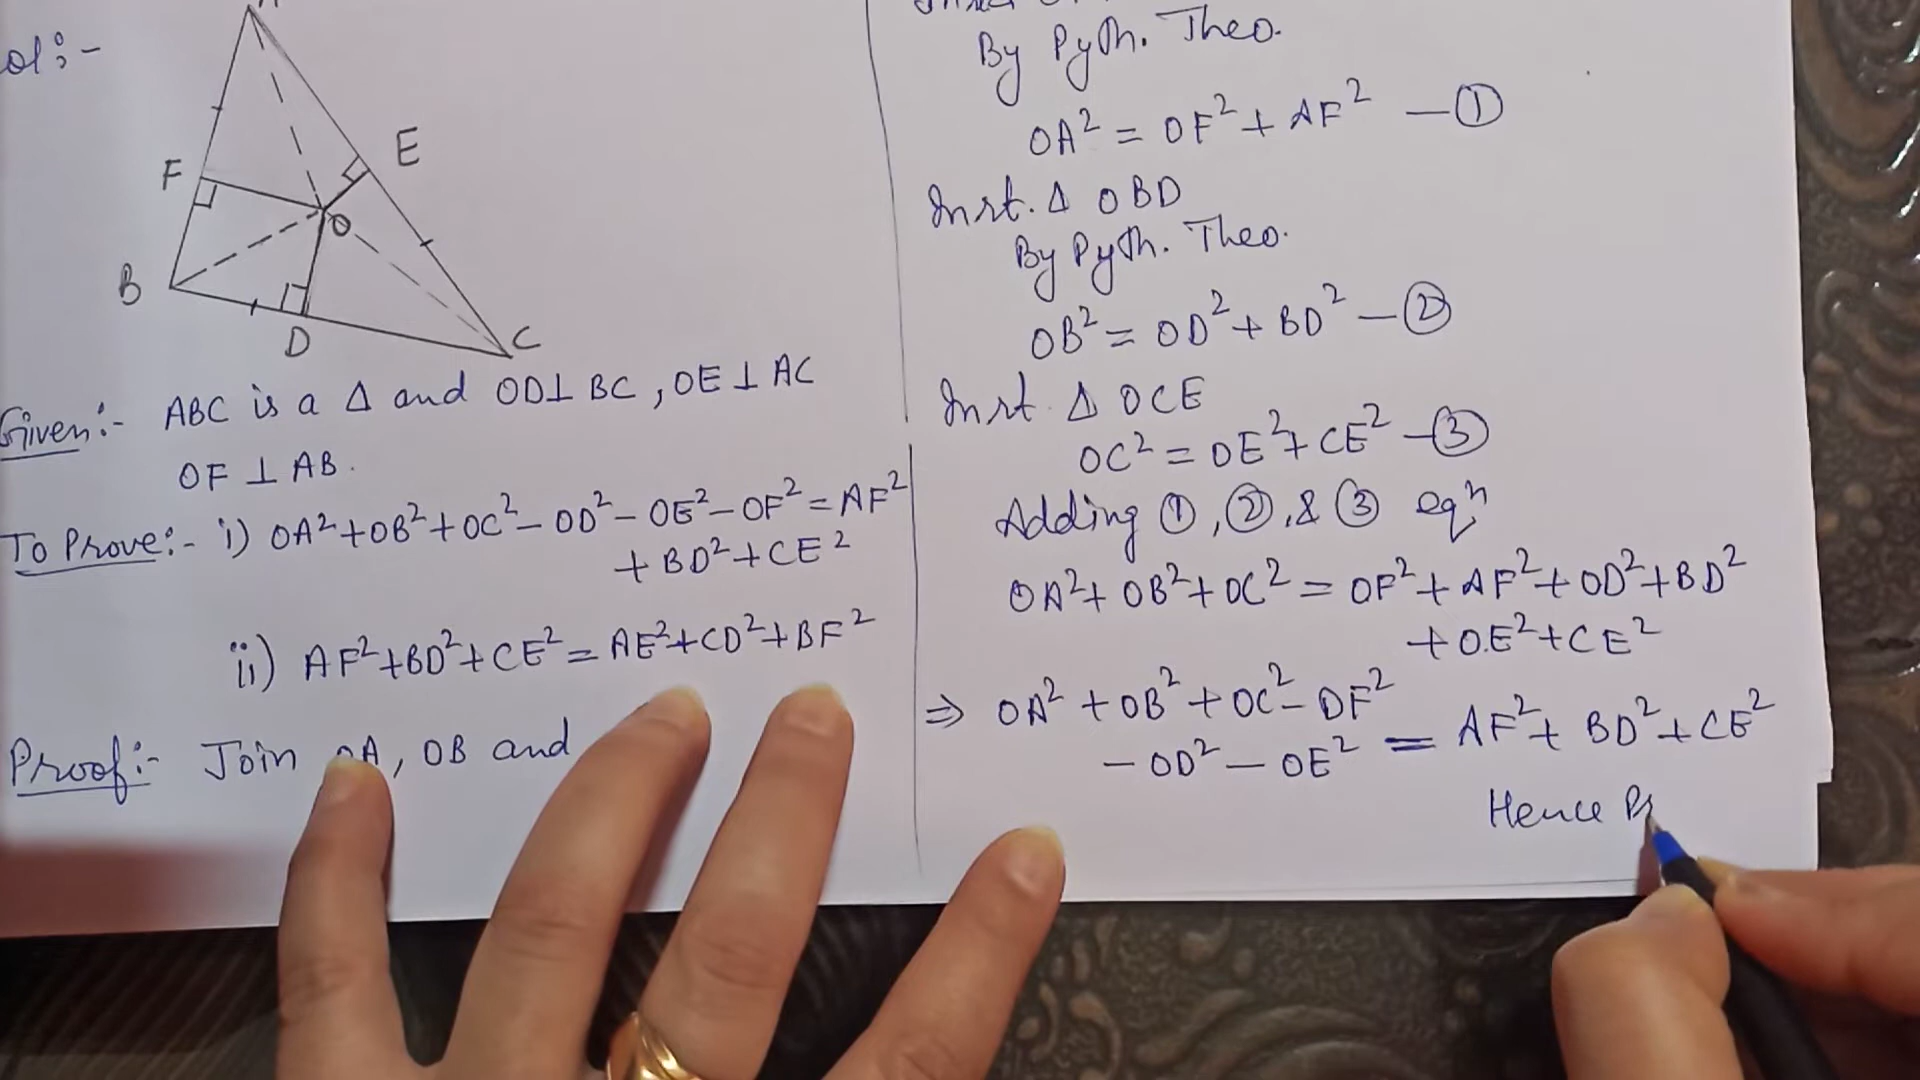 ol:-
F
E
O
B
D
C
Given:- ABC is a Δ and OD⊥ BC, OE ⊥ AC
OF ⊥ AB.
To Prove:- i) OA²+OB²+OC²-OD²-OE²-OF²=AF²
+BD²+CE²
ii) AF²+BD²+CE²=AE²+CD²+BF²
Proof:- Join OA, OB and
By Pyth. Theo.
OA² = OF²+AF² -①
In rt. Δ OBD
By Pyth. Theo.
OB²=OD²+BD²-②
In rt. Δ OCE
OC²=OE²+CE²-③
Adding ①,②,& ③ eqⁿ
OA²+OB²+OC²=OF²+AF²+OD²+BD²
+OE²+CE²
⇒ OA²+OB²+OC²-OF²
-OD²-OE² = AF²+BD²+CE²
Hence